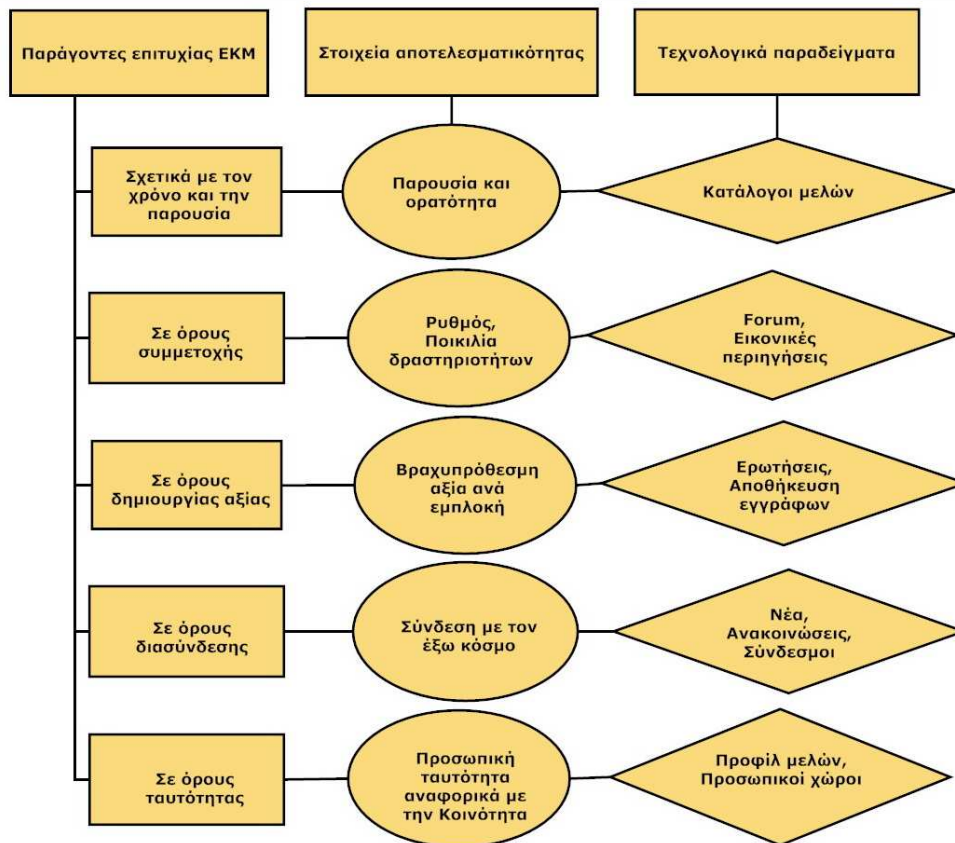 Παράγοντες επιτυχίας ΕΚΜ
Στοιχεία αποτελεσματικότητας
Τεχνολογικά παραδείγματα
Σχετικά με τον
χρόνο και την
παρουσία
Παρουσία και
ορατότητα
Κατάλογοι μελών
Σε όρους
συμμετοχής
Ρυθμός,
Ποικιλία
δραστηριοτήτων
Forum,
Εικονικές
περιηγήσεις
Σε όρους
δημιουργίας αξίας
Βραχυπρόθεσμη
αξία ανά
εμπλοκή
Ερωτήσεις,
Αποθήκευση
εγγράφων
Σε όρους
διασύνδεσης
Σύνδεση με τον
έξω κόσμο
Νέα,
Ανακοινώσεις,
Σύνδεσμοι
Σε όρους
ταυτότητας
Προσωπική
ταυτότητα
αναφορικά με
την Κοινότητα
Προφίλ μελών,
Προσωπικοί χώροι